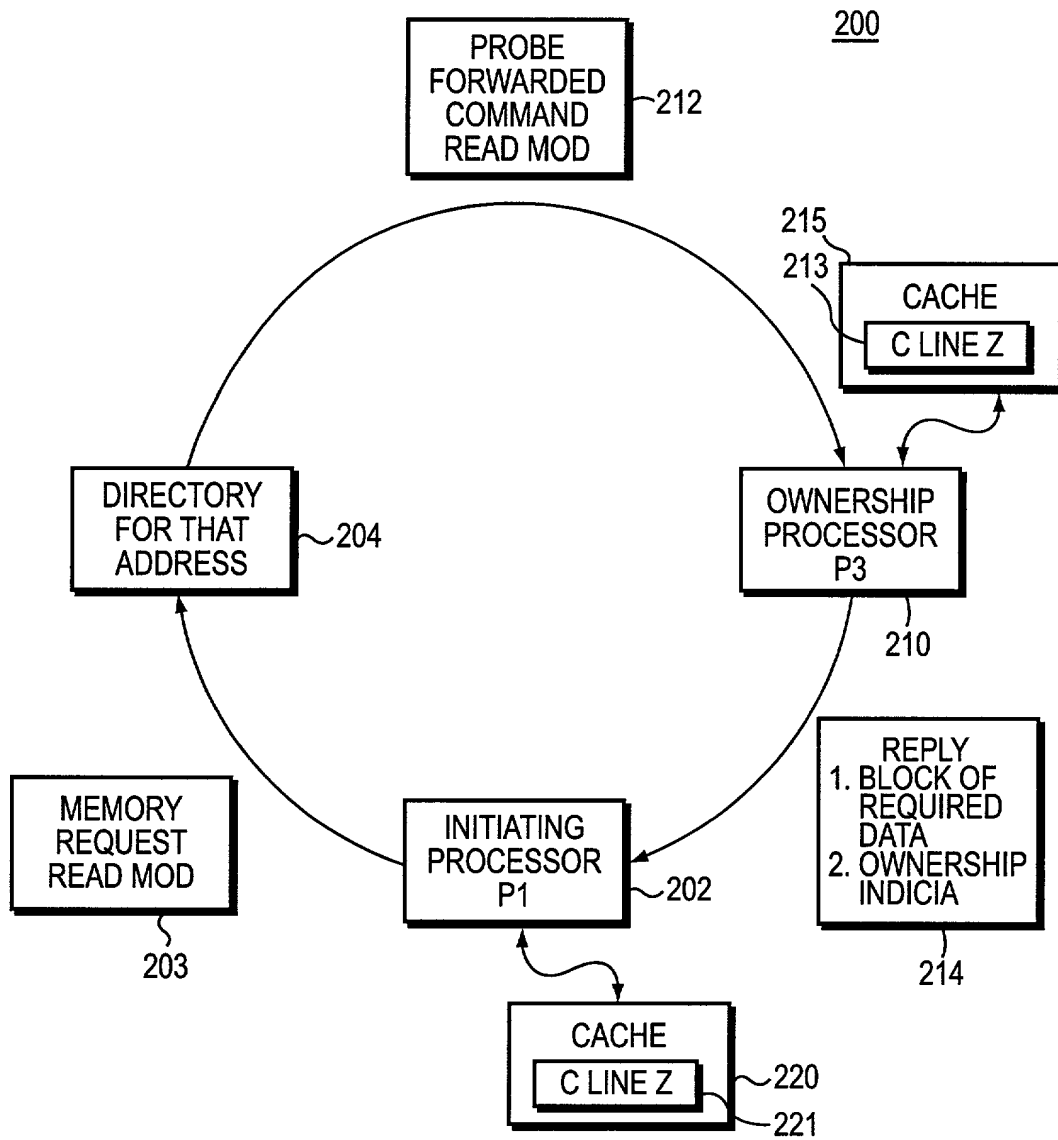 200
PROBE
FORWARDED
COMMAND
READ MOD
212
215
213
CACHE
C LINE Z
DIRECTORY
FOR THAT
ADDRESS
204
OWNERSHIP
PROCESSOR
P3
210
MEMORY
REQUEST
READ MOD
203
INITIATING
PROCESSOR
P1
202
REPLY
1. BLOCK OF
REQUIRED
DATA
2. OWNERSHIP
INDICIA
214
CACHE
C LINE Z
220
221